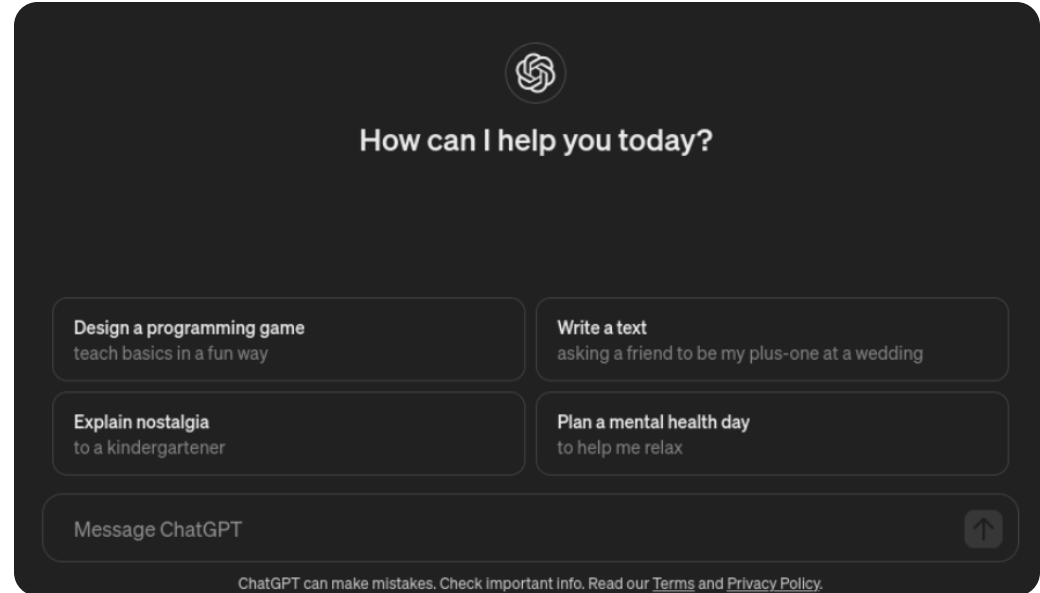 How can I help you today?
Design a programming game
teach basics in a fun way
Write a text
asking a friend to be my plus-one at a wedding
Explain nostalgia
to a kindergartener
Plan a mental health day
to help me relax
Message ChatGPT
ChatGPT can make mistakes. Check important info. Read our Terms and Privacy Policy.